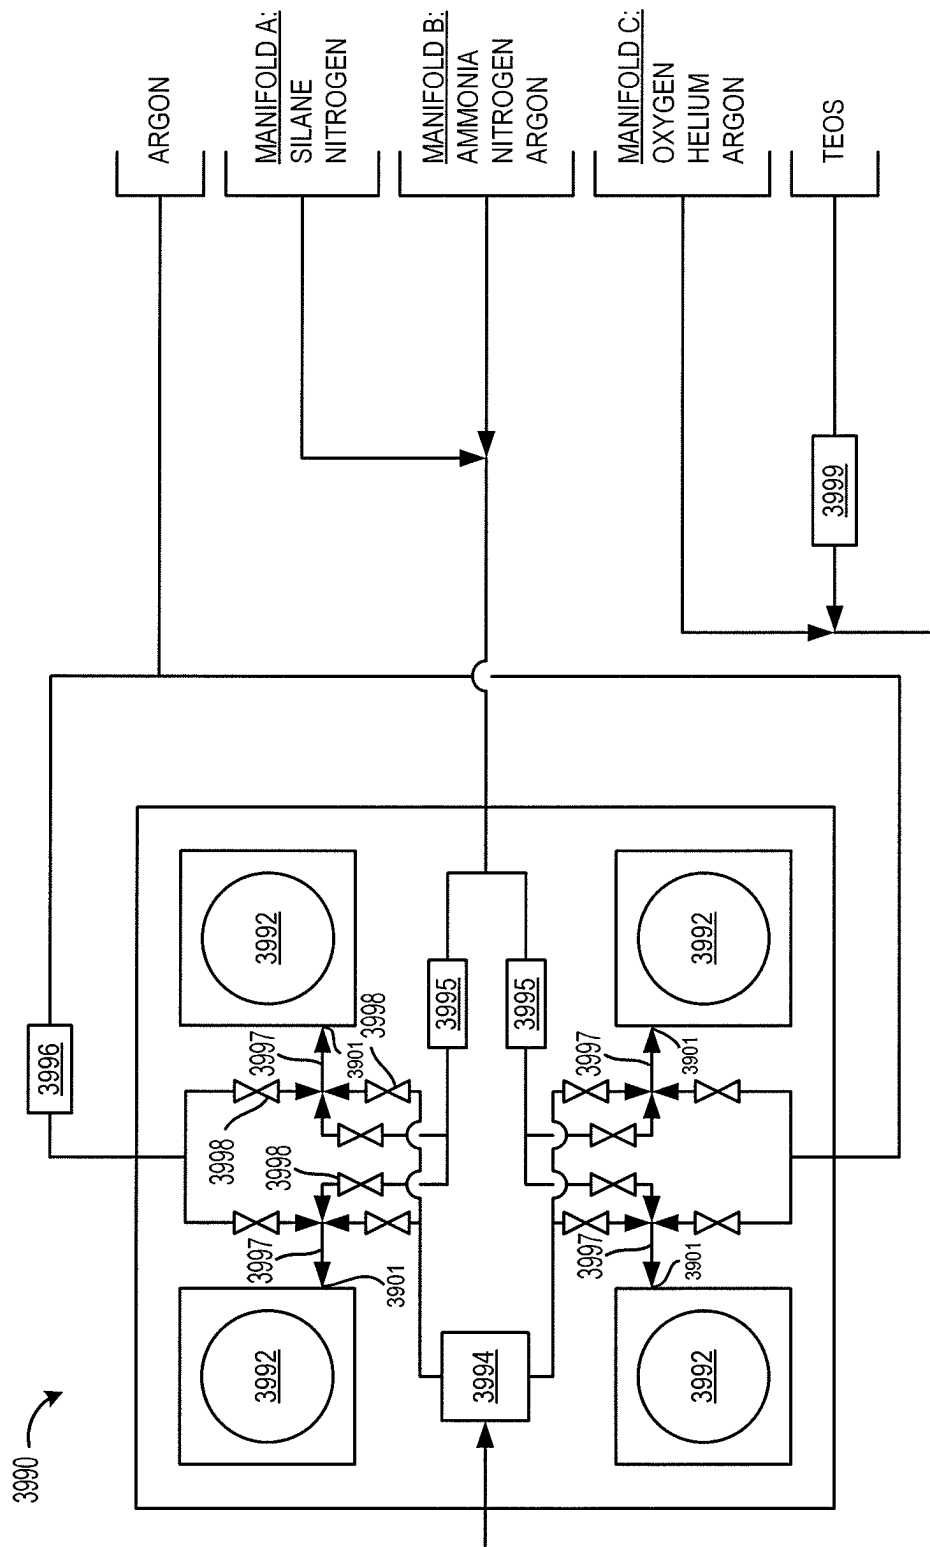 3990
3996
ARGON
3998
3997
3997
3992
3992
3998
MANIFOLD A:
SILANE
NITROGEN
3901
3998
3901
MANIFOLD B:
AMMONIA
NITROGEN
ARGON
3995
3994
3995
3997
3997
MANIFOLD C:
OXYGEN
HELIUM
ARGON
3901
3901
3992
3992
3999
TEOS